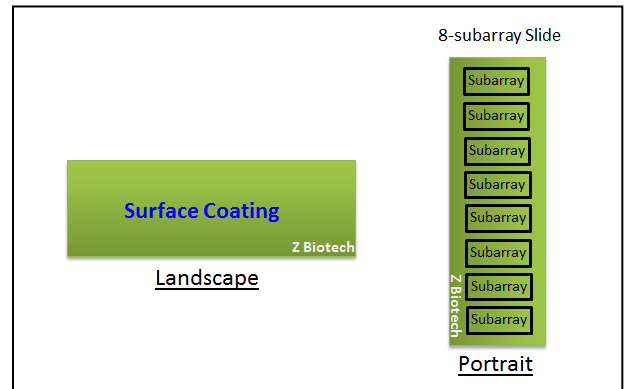 8-subarray Slide
Subarray
Subarray
Subarray
Subarray
Subarray
Subarray
Subarray
Subarray
Z Biotech
Portrait
Surface Coating
Z Biotech
Landscape